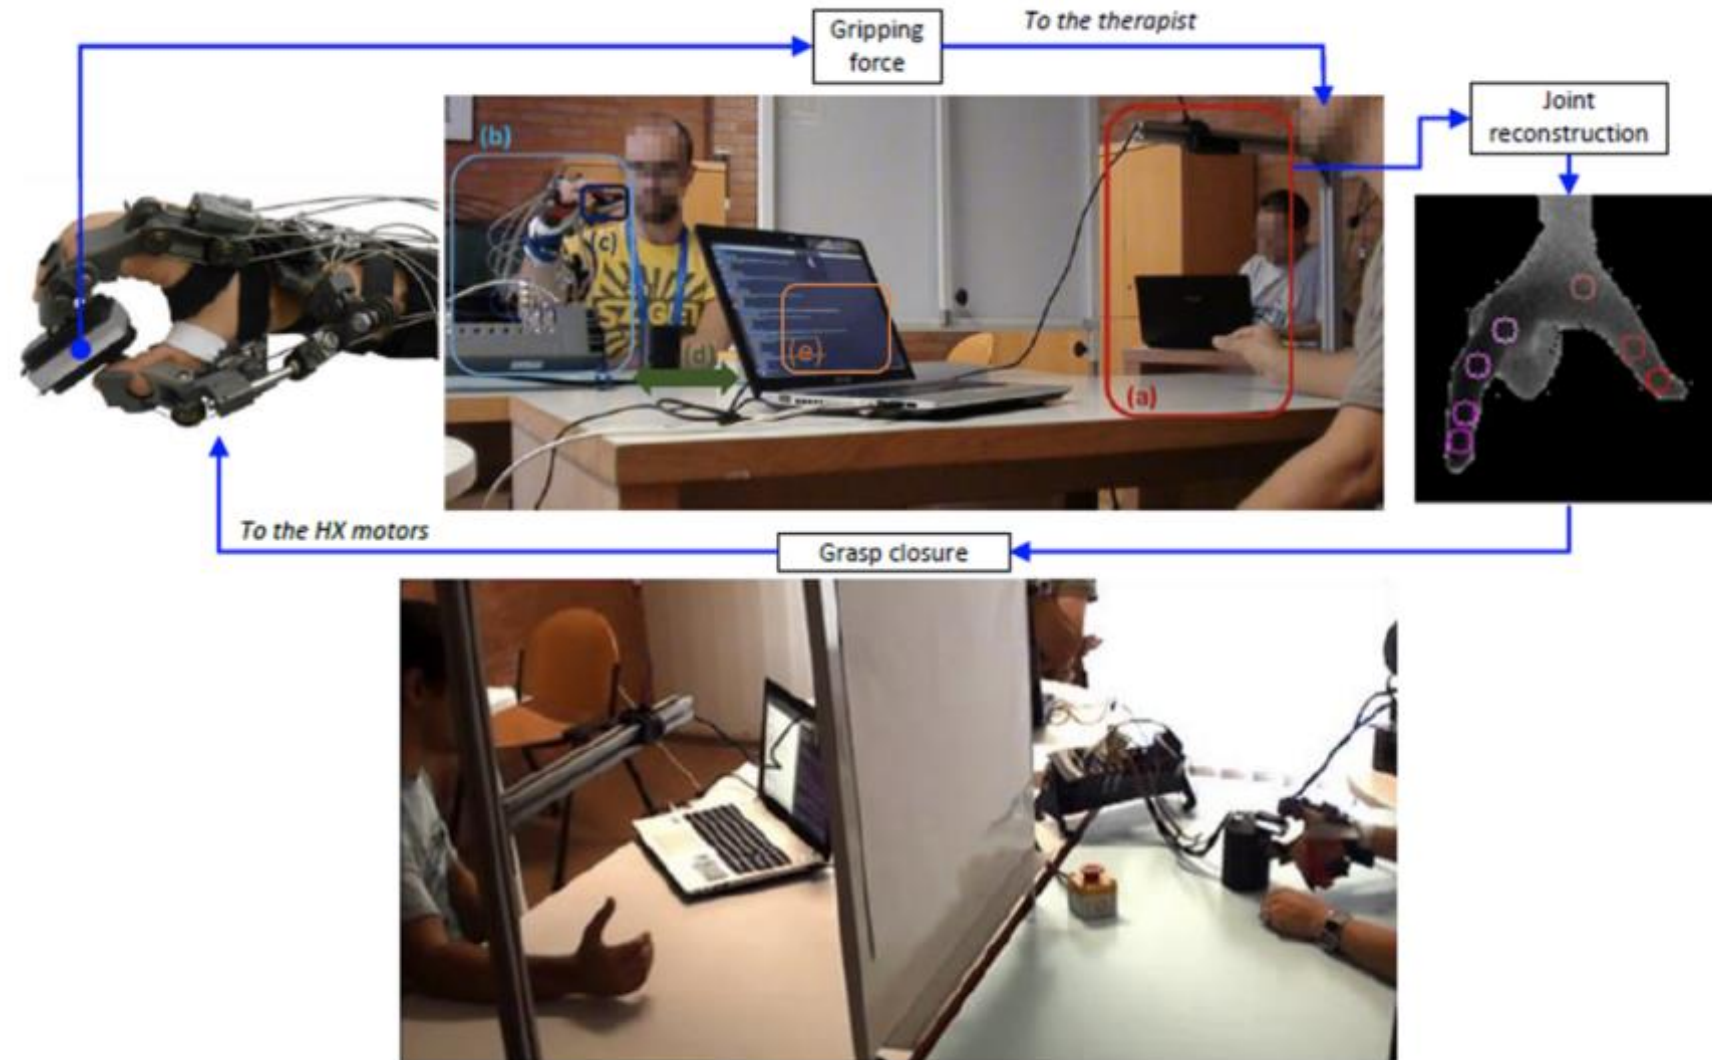 Gripping
force
To the therapist
Joint
reconstruction
(b)
(c)
(d)
(e)
(a)
To the HX motors
Grasp closure